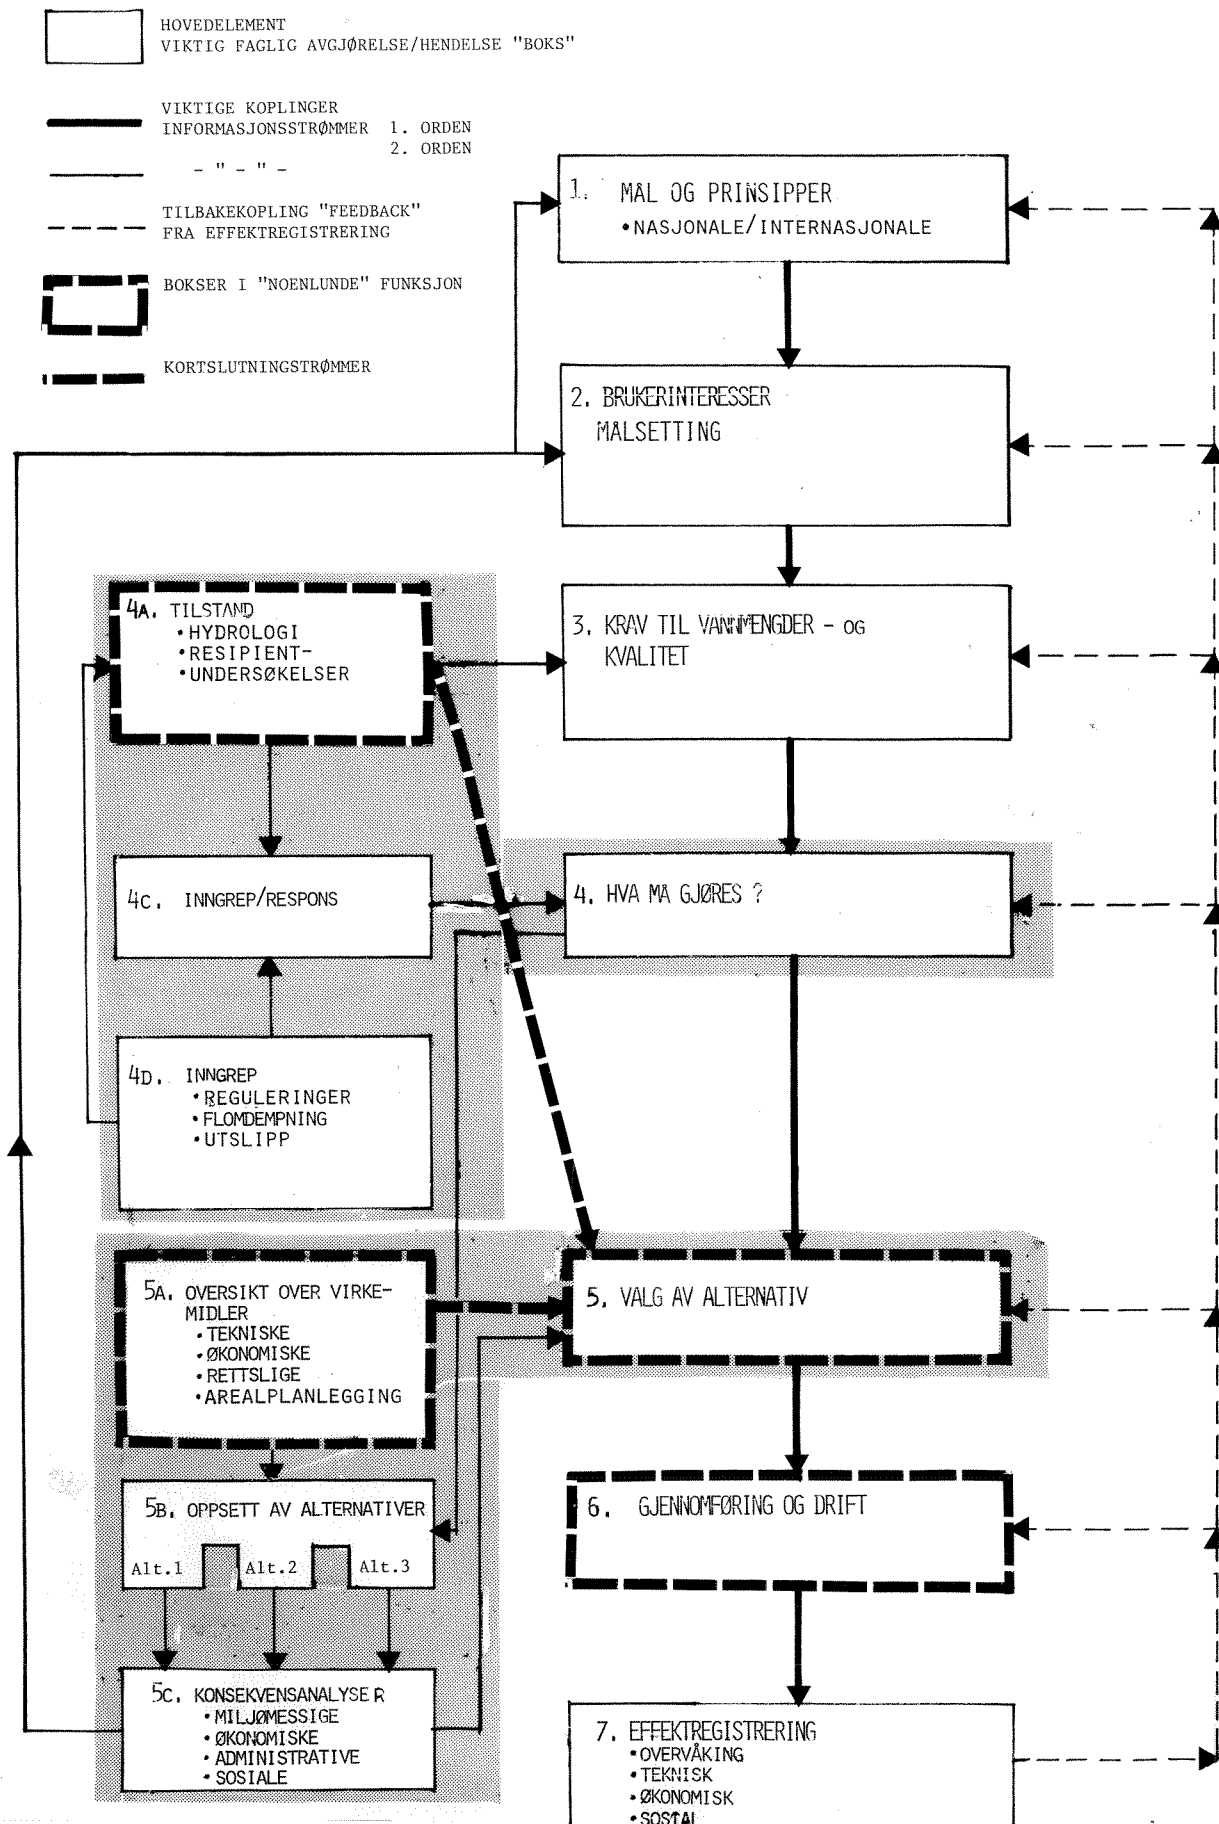 HOVEDELEMENT
VIKTIG FAGLIG AVGJØRELSE/HENDELSE "BOKS"
VIKTIGE KOPLINGER
INFORMASJONSSTRØMMER 1. ORDEN
2. ORDEN
- " - " -
TILBAKEKOPLING "FEEDBACK"
FRA EFFEKTREGISTRERING
BOKSER I "NOENLUNDE" FUNKSJON
KORTSLUTNINGSTRØMMER
1. MÅL OG PRINSIPPER
• NASJONALE/INTERNASJONALE
2. BRUKERINTERESSER
MÅLSETTING
3. KRAV TIL VANNMENGDER - OG
KVALITET
4A. TILSTAND
• HYDROLOGI
• RESIPIENT-
• UNDERSØKELSER
4C. INNGREP/RESPONS
4. HVA MÅ GJØRES ?
4D. INNGREP
• REGULERINGER
• FLOMDEMPNING
• UTSLIPP
5A. OVERSIKT OVER VIRKE-
MIDLER
• TEKNISKE
• ØKONOMISKE
• RETTSLIGE
• AREALPLANLEGGING
5. VALG AV ALTERNATIV
5B. OPPSETT AV ALTERNATIVER
Alt.1 Alt.2 Alt.3
6. GJENNOMFØRING OG DRIFT
5C. KONSEKVENSANALYSER
• MILJØMESSIGE
• ØKONOMISKE
• ADMINISTRATIVE
• SOSIALE
7. EFFEKTREGISTRERING
• OVERVÅKING
• TEKNISK
• ØKONOMISK
• SOSIAL